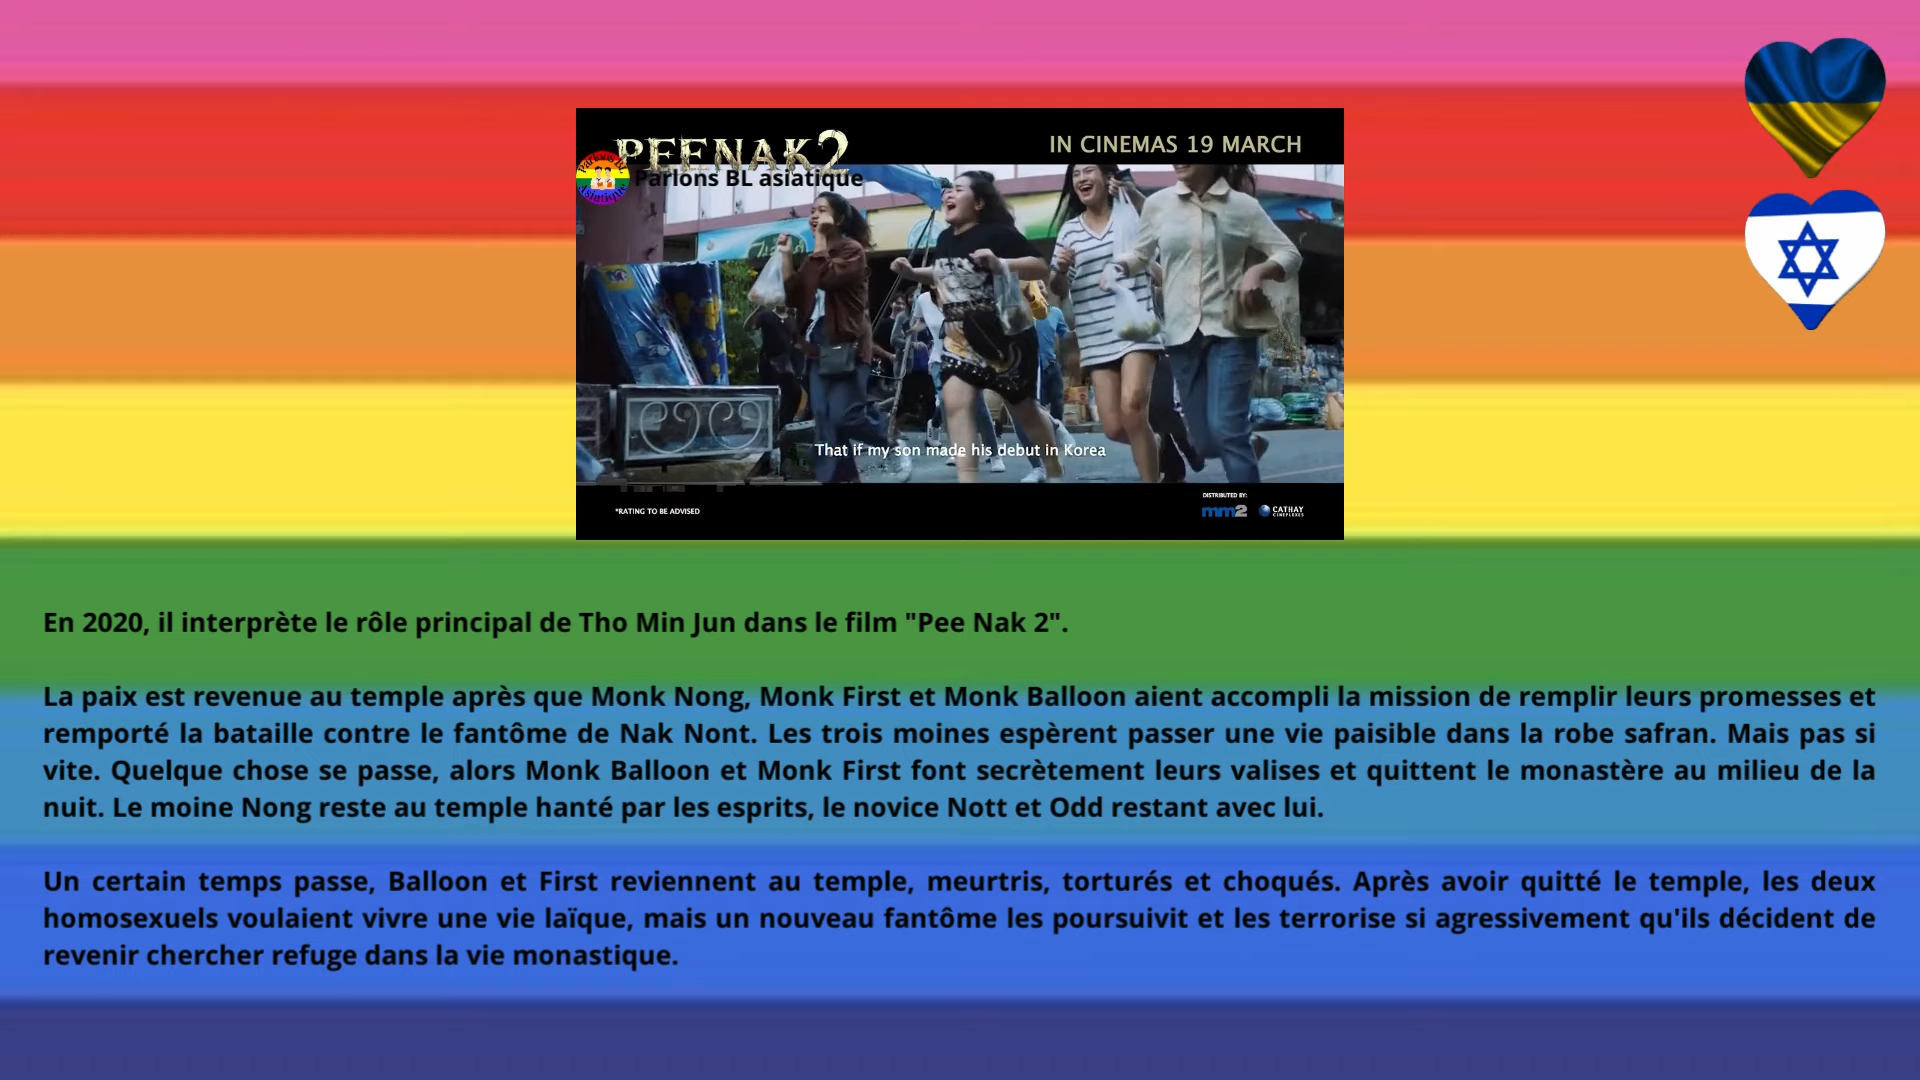 PEE NAK 2
IN CINEMAS 19 MARCH
Parlons BL asiatique
That if my son made his debut in Korea
*RATING TO BE ADVISED
DISTRIBUTED BY:
mm2 CATHAY
CINEPLEXES
En 2020, il interprète le rôle principal de Tho Min Jun dans le film "Pee Nak 2".
La paix est revenue au temple après que Monk Nong, Monk First et Monk Balloon aient accompli la mission de remplir leurs promesses et
remporté la bataille contre le fantôme de Nak Nont. Les trois moines espèrent passer une vie paisible dans la robe safran. Mais pas si
vite. Quelque chose se passe, alors Monk Balloon et Monk First font secrètement leurs valises et quittent le monastère au milieu de la
nuit. Le moine Nong reste au temple hanté par les esprits, le novice Nott et Odd restant avec lui.
Un certain temps passe, Balloon et First reviennent au temple, meurtris, torturés et choqués. Après avoir quitté le temple, les deux
homosexuels voulaient vivre une vie laïque, mais un nouveau fantôme les poursuivit et les terrorise si agressivement qu'ils décident de
revenir chercher refuge dans la vie monastique.